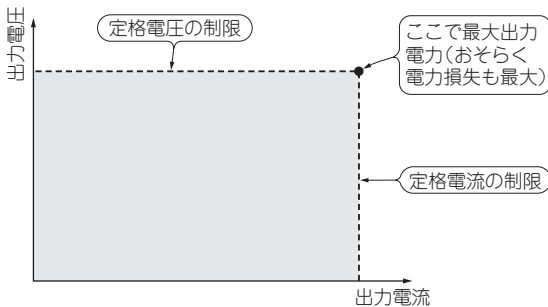 定格電圧の制限
ここで最大出力
電力(おそらく
電力損失も最大)
出力電圧
定格電流の制限
出力電流